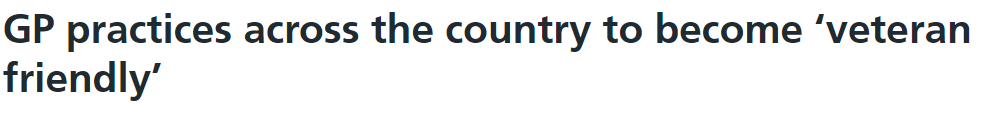 GP practices across the country to become ‘veteran
friendly’